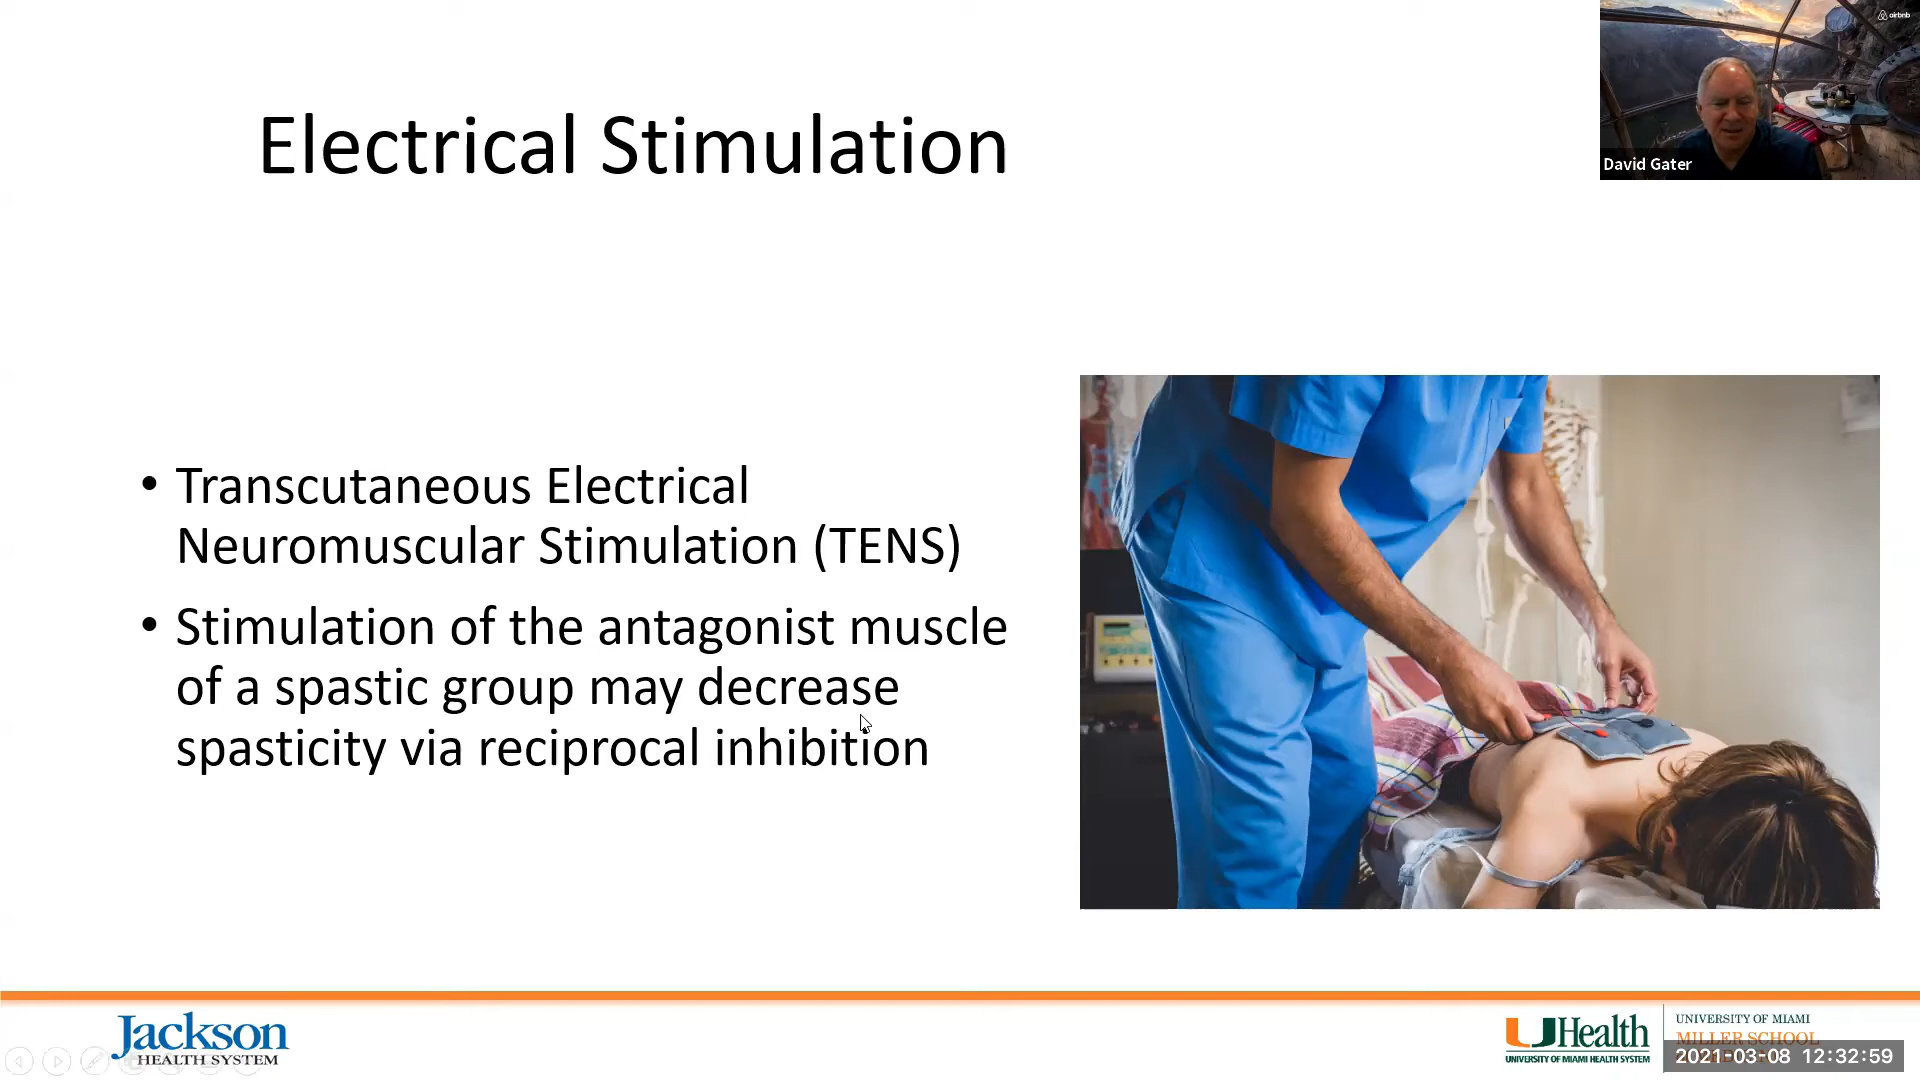 airbnb
David Gater
Electrical Stimulation
• Transcutaneous Electrical
Neuromuscular Stimulation (TENS)
• Stimulation of the antagonist muscle
of a spastic group may decrease
spasticity via reciprocal inhibition
Jackson
HEALTH SYSTEM
UHealth
UNIVERSITY OF MIAMI HEALTH SYSTEM
UNIVERSITY OF MIAMI
MILLER SCHOOL
2021-03-08 12:32:59